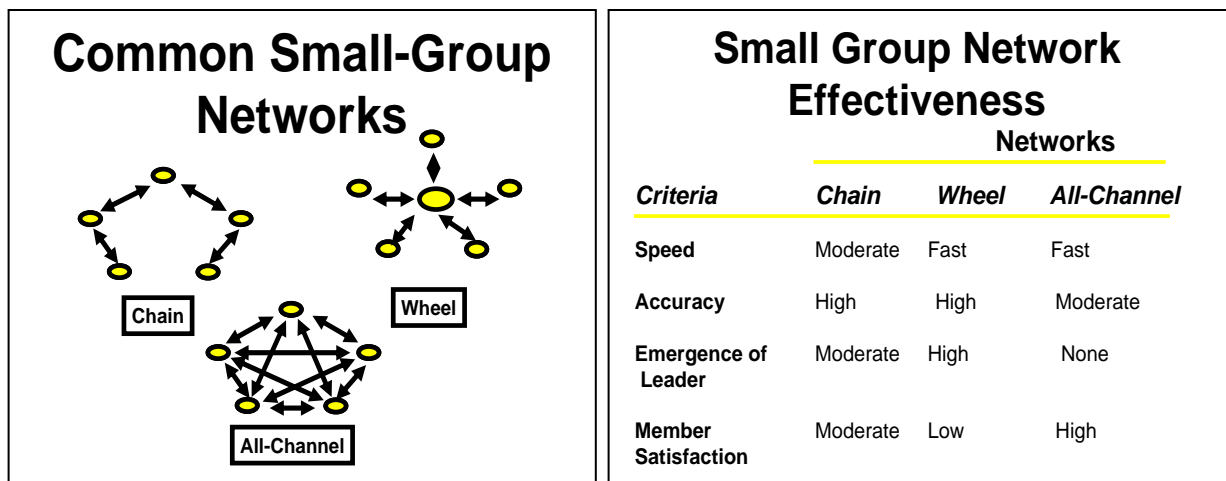 Common Small-Group
Networks
Chain
Wheel
All-Channel
Small Group Network
Effectiveness
Networks
Criteria Chain Wheel All-Channel
Speed Moderate Fast Fast
Accuracy High High Moderate
Emergence of Moderate High None
Leader
Member Moderate Low High
Satisfaction